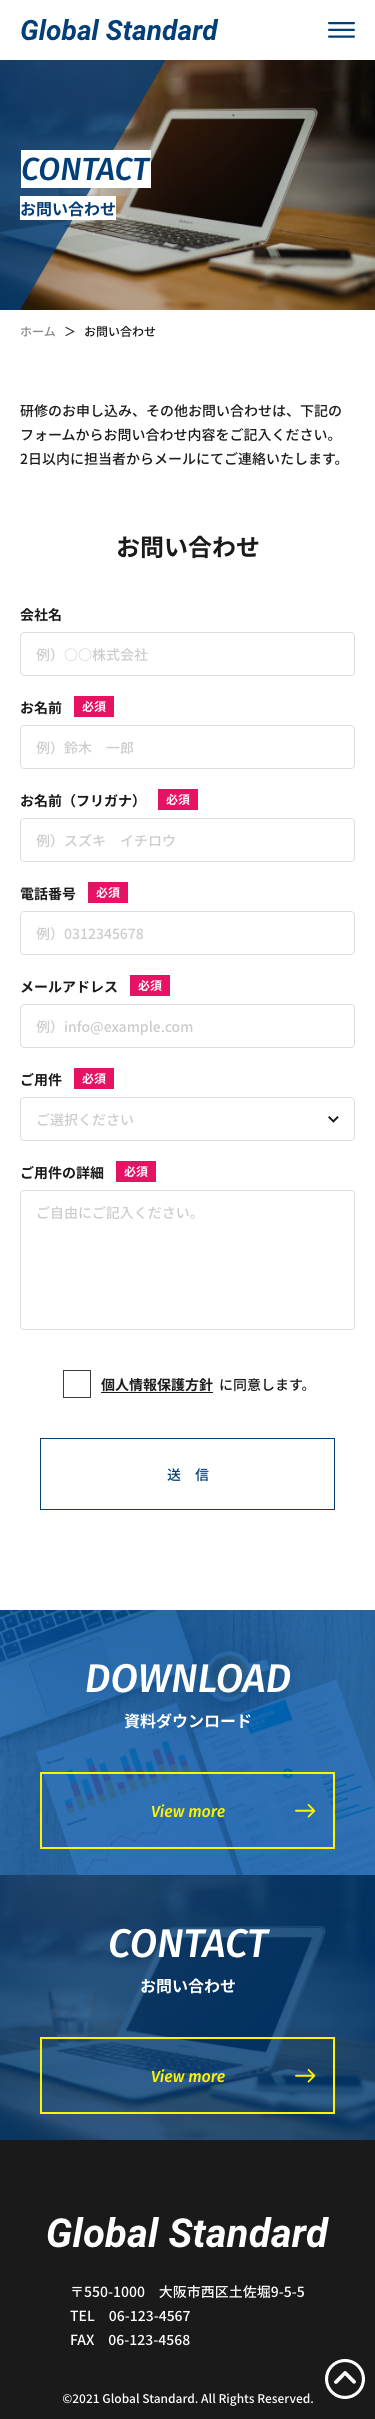 Global Standard
CONTACT
お問い合わせ
ホーム ＞ お問い合わせ
研修のお申し込み、その他お問い合わせは、下記の
フォームからお問い合わせ内容をご記入ください。
2日以内に担当者からメールにてご連絡いたします。
お問い合わせ
会社名
例）〇〇株式会社
お名前 必須
例）鈴木　一郎
お名前（フリガナ） 必須
例）スズキ　イチロウ
電話番号 必須
例）0312345678
メールアドレス 必須
例）info@example.com
ご用件 必須
ご選択ください
ご用件の詳細 必須
ご自由にご記入ください。
個人情報保護方針 に同意します。
送　信
DOWNLOAD
資料ダウンロード
View more
CONTACT
お問い合わせ
View more
Global Standard
〒550-1000　大阪市西区土佐堀9-5-5
TEL　06-123-4567
FAX　06-123-4568
©2021 Global Standard. All Rights Reserved.